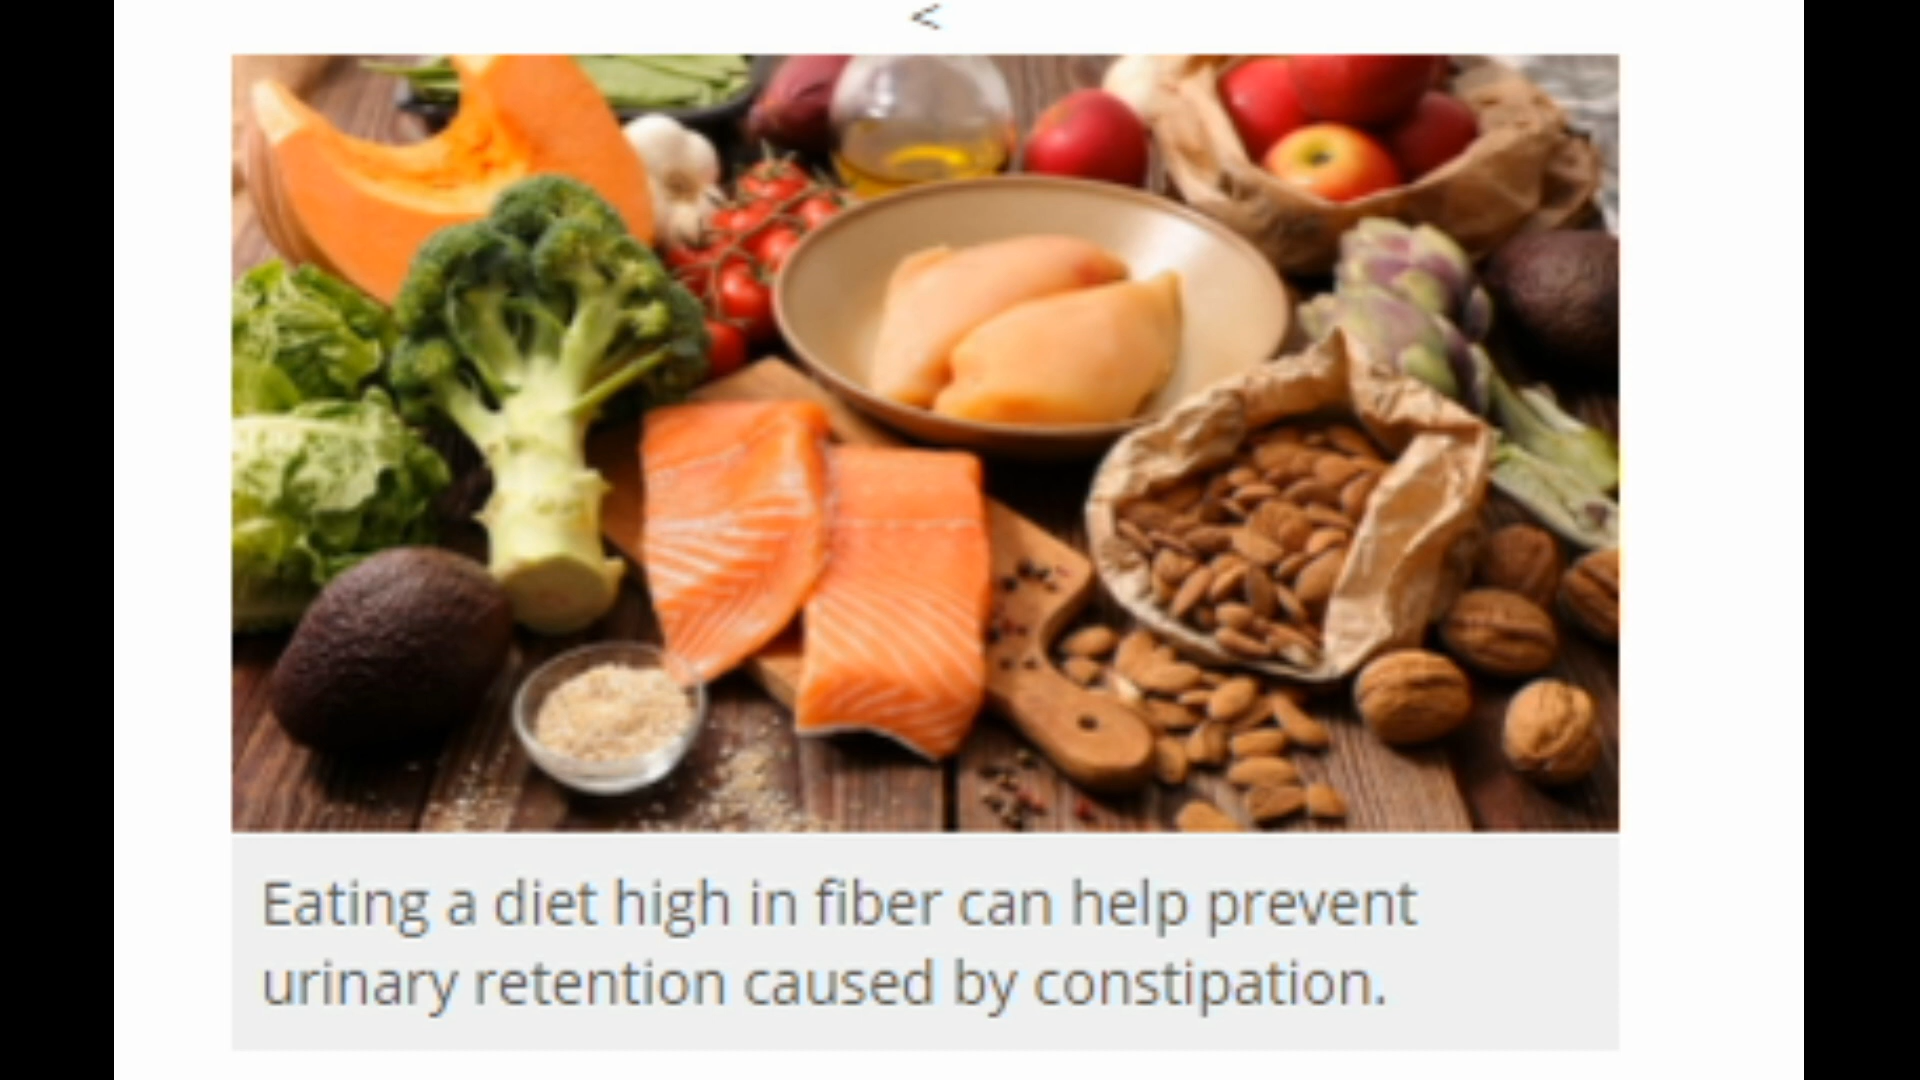 <
Eating a diet high in fiber can help prevent
urinary retention caused by constipation.